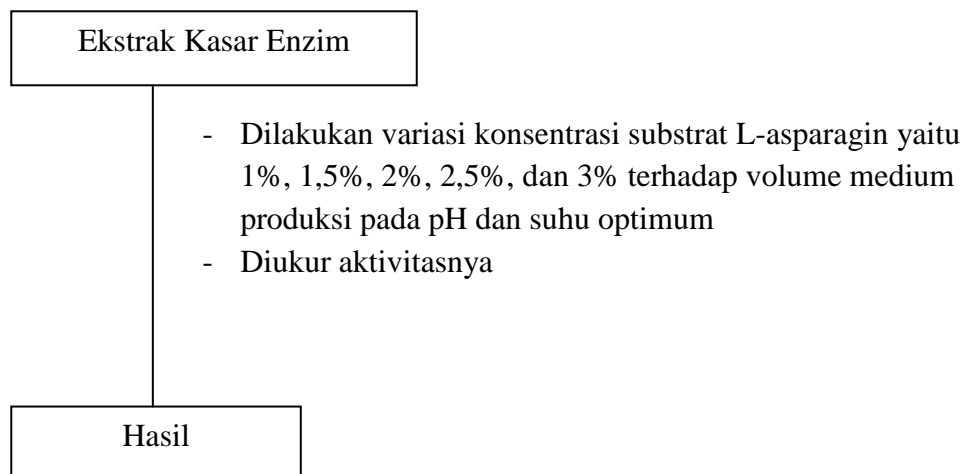 Ekstrak Kasar Enzim
- Dilakukan variasi konsentrasi substrat L-asparagin yaitu
1%, 1,5%, 2%, 2,5%, dan 3% terhadap volume medium
produksi pada pH dan suhu optimum
- Diukur aktivitasnya
Hasil